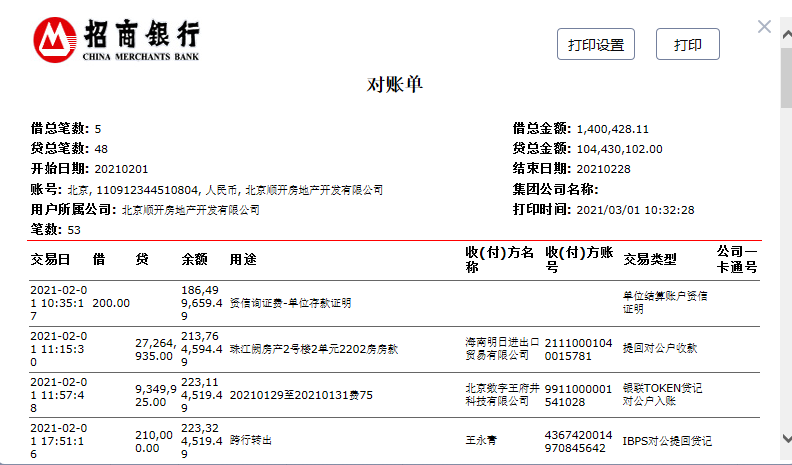 招商银行
CHINA MERCHANTS BANK
打印设置 打印
对账单
借总笔数: 5 借总金额: 1,400,428.11
贷总笔数: 48 贷总金额: 104,430,102.00
开始日期: 20210201 结束日期: 20210228
账号: 北京, 110912344510804, 人民币, 北京顺开房地产开发有限公司 集团公司名称:
用户所属公司: 北京顺开房地产开发有限公司 打印时间: 2021/03/01 10:32:28
笔数: 53
交易日 借 贷 余额 用途 收(付)方名称 收(付)方账号 交易类型 公司一卡通号
2021-02-01 10:35:17 200.00 186,499,659.49 资信询证费-单位存款证明 单位结算账户资信证明
2021-02-01 11:15:30 27,264,935.00 213,764,594.49 珠江阙房产2号楼2单元2202房房款 海南明日进出口贸易有限公司 21110001040015781 提回对公户收款
2021-02-01 11:57:48 9,349,925.00 223,114,519.49 20210129至20210131费75 北京数字王府井科技有限公司 9911000001541028 银联TOKEN贷记对公户入账
2021-02-01 17:51:16 210,000.00 223,324,519.49 跨行转出 王永青 4367420014970845642 IBPS对公提回贷记